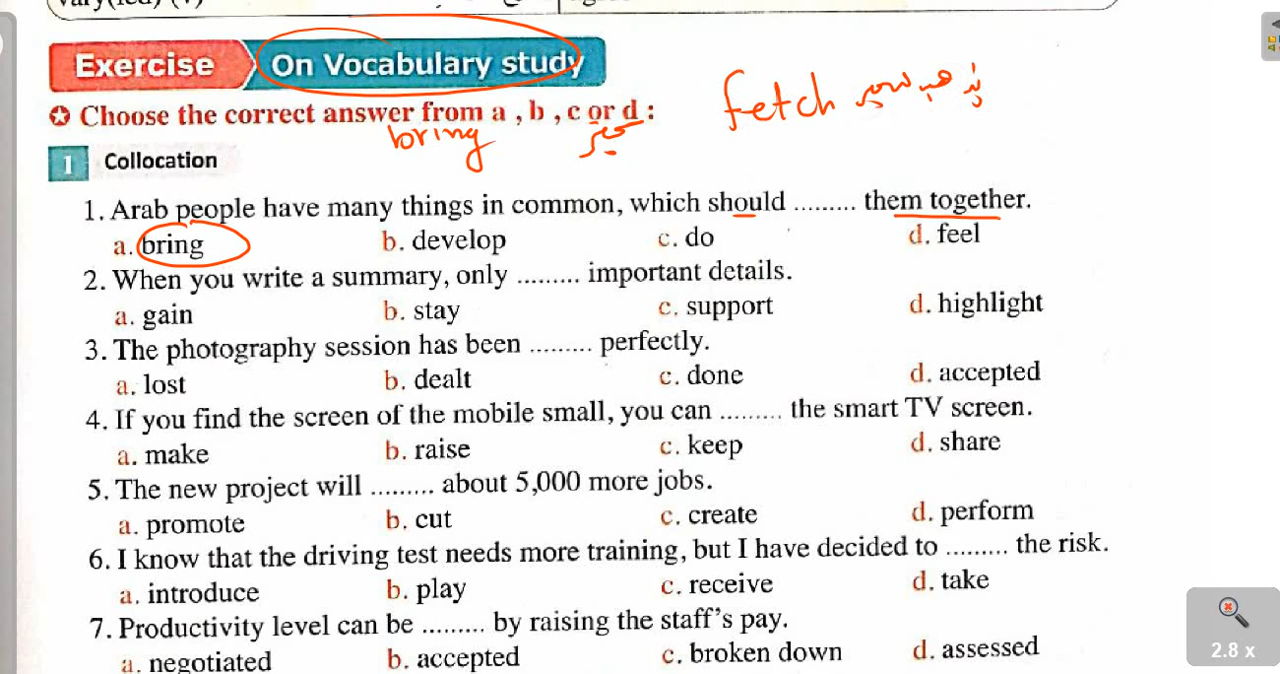 Exercise On Vocabulary study
Choose the correct answer from a , b , c or d :
fetch
bring
1 Collocation
1. Arab people have many things in common, which should ......... them together.
a. bring b. develop c. do d. feel
2. When you write a summary, only ......... important details.
a. gain b. stay c. support d. highlight
3. The photography session has been ......... perfectly.
a. lost b. dealt c. done d. accepted
4. If you find the screen of the mobile small, you can ......... the smart TV screen.
a. make b. raise c. keep d. share
5. The new project will ......... about 5,000 more jobs.
a. promote b. cut c. create d. perform
6. I know that the driving test needs more training, but I have decided to ......... the risk.
a. introduce b. play c. receive d. take
7. Productivity level can be ......... by raising the staff's pay.
a. negotiated b. accepted c. broken down d. assessed
2.8 x